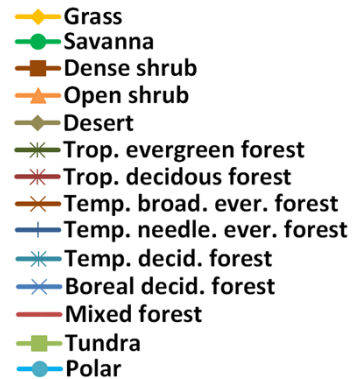 Grass
Savanna
Dense shrub
Open shrub
Desert
Trop. evergreen forest
Trop. decidous forest
Temp. broad. ever. forest
Temp. needle. ever. forest
Temp. decid. forest
Boreal decid. forest
Mixed forest
Tundra
Polar